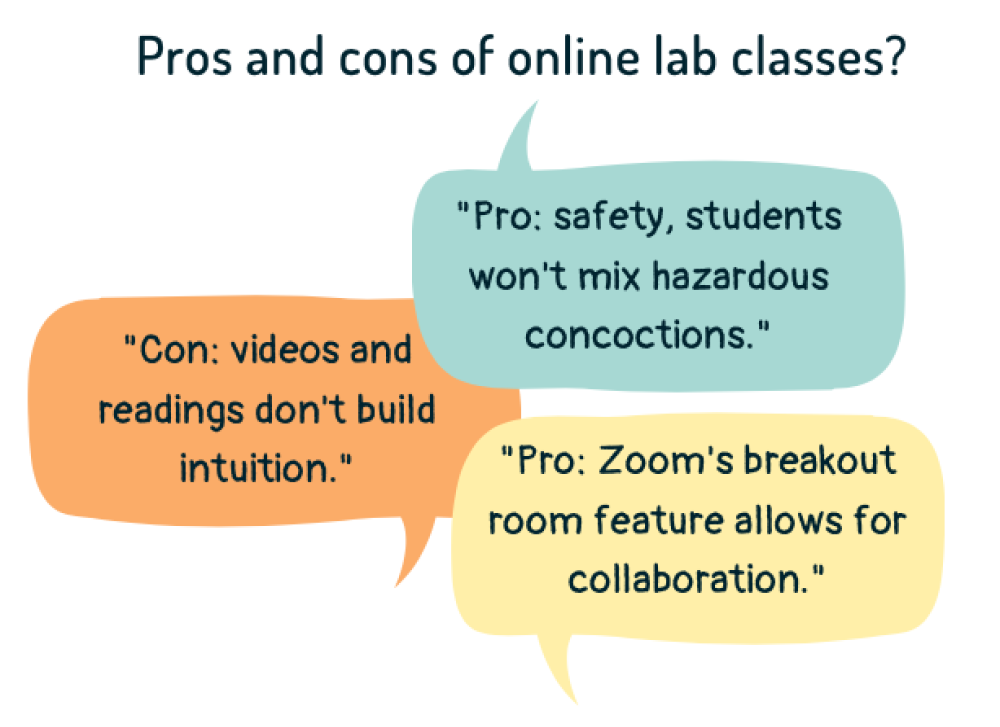 Pros and cons of online lab classes?
"Pro: safety, students
won't mix hazardous
concoctions."
"Con: videos and
readings don't build
intuition."
"Pro: Zoom's breakout
room feature allows for
collaboration."